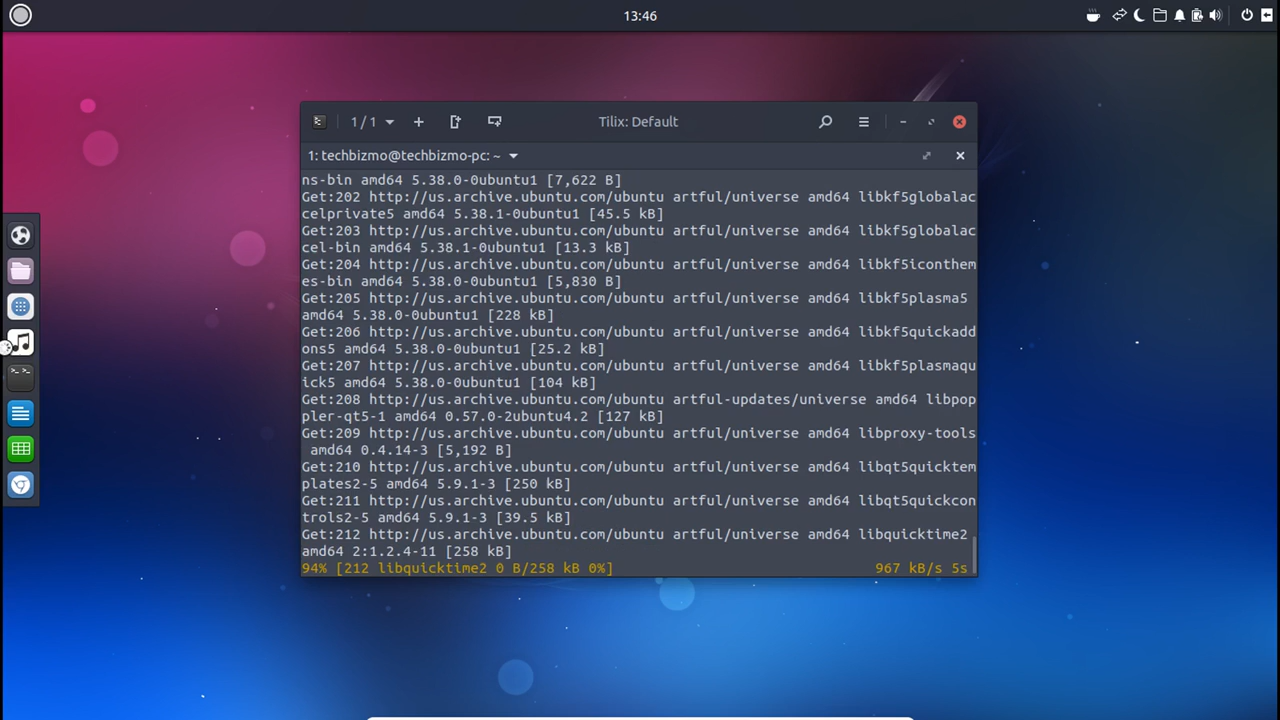 13:46
1 / 1
Tilix: Default
1: techbizmo@techbizmo-pc: ~
ns-bin amd64 5.38.0-0ubuntu1 [7,622 B]
Get:202 http://us.archive.ubuntu.com/ubuntu artful/universe amd64 libkf5globalac
celprivate5 amd64 5.38.1-0ubuntu1 [45.5 kB]
Get:203 http://us.archive.ubuntu.com/ubuntu artful/universe amd64 libkf5globalac
cel-bin amd64 5.38.1-0ubuntu1 [13.3 kB]
Get:204 http://us.archive.ubuntu.com/ubuntu artful/universe amd64 libkf5iconthem
es-bin amd64 5.38.0-0ubuntu1 [5,830 B]
Get:205 http://us.archive.ubuntu.com/ubuntu artful/universe amd64 libkf5plasma5
amd64 5.38.0-0ubuntu1 [228 kB]
Get:206 http://us.archive.ubuntu.com/ubuntu artful/universe amd64 libkf5quickadd
ons5 amd64 5.38.0-0ubuntu1 [25.2 kB]
Get:207 http://us.archive.ubuntu.com/ubuntu artful/universe amd64 libkf5plasmaqu
ick5 amd64 5.38.0-0ubuntu1 [104 kB]
Get:208 http://us.archive.ubuntu.com/ubuntu artful-updates/universe amd64 libpop
pler-qt5-1 amd64 0.57.0-2ubuntu4.2 [127 kB]
Get:209 http://us.archive.ubuntu.com/ubuntu artful/universe amd64 libproxy-tools
amd64 0.4.14-3 [5,192 B]
Get:210 http://us.archive.ubuntu.com/ubuntu artful/universe amd64 libqt5quicktem
plates2-5 amd64 5.9.1-3 [250 kB]
Get:211 http://us.archive.ubuntu.com/ubuntu artful/universe amd64 libqt5quickcon
trols2-5 amd64 5.9.1-3 [39.5 kB]
Get:212 http://us.archive.ubuntu.com/ubuntu artful/universe amd64 libquicktime2
amd64 2:1.2.4-11 [258 kB]
94% [212 libquicktime2 0 B/258 kB 0%] 967 kB/s 5s